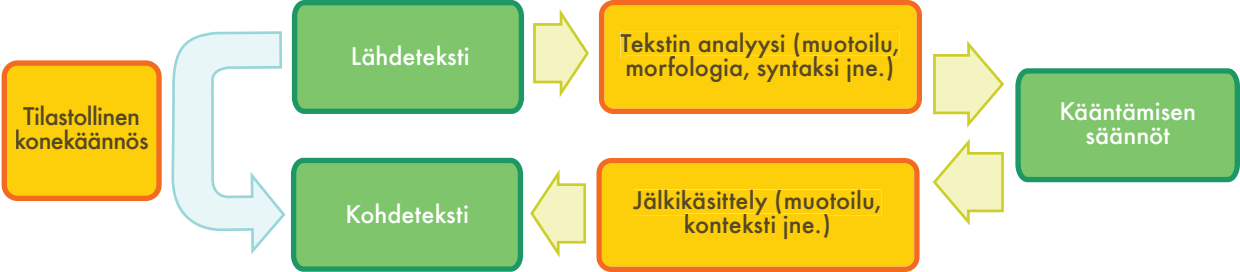 Tilastollinen
konekäännös
Lähdeteksti
Tekstin analyysi (muotoilu,
morfologia, syntaksi jne.)
Kääntämisen
säännöt
Jälkikäsittely (muotoilu,
konteksti jne.)
Kohdeteksti